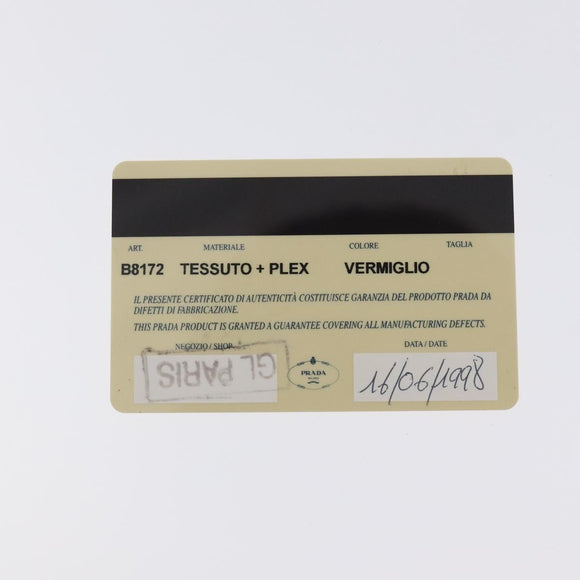 ART. MATERIALE COLORE TAGLIA
B8172 TESSUTO + PLEX VERMIGLIO
IL PRESENTE CERTIFICATO DI AUTENTICITÀ COSTITUISCE GARANZIA DEL PRODOTTO PRADA DA
DIFETTI DI FABBRICAZIONE.
THIS PRADA PRODUCT IS GRANTED A GUARANTEE COVERING ALL MANUFACTURING DEFECTS.
NEGOZIO / SHOP DATA / DATE
GL PARIS PRADA 16/06/1998
MILANO